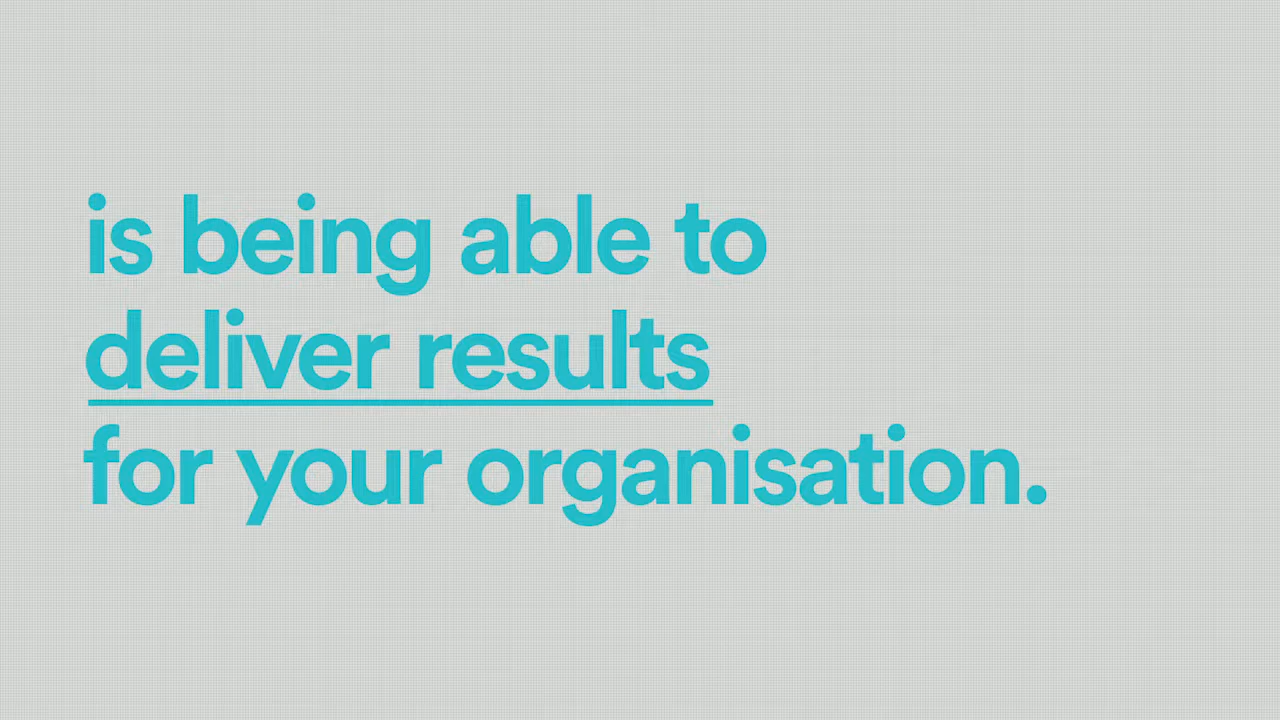 is being able to
deliver results
for your organisation.